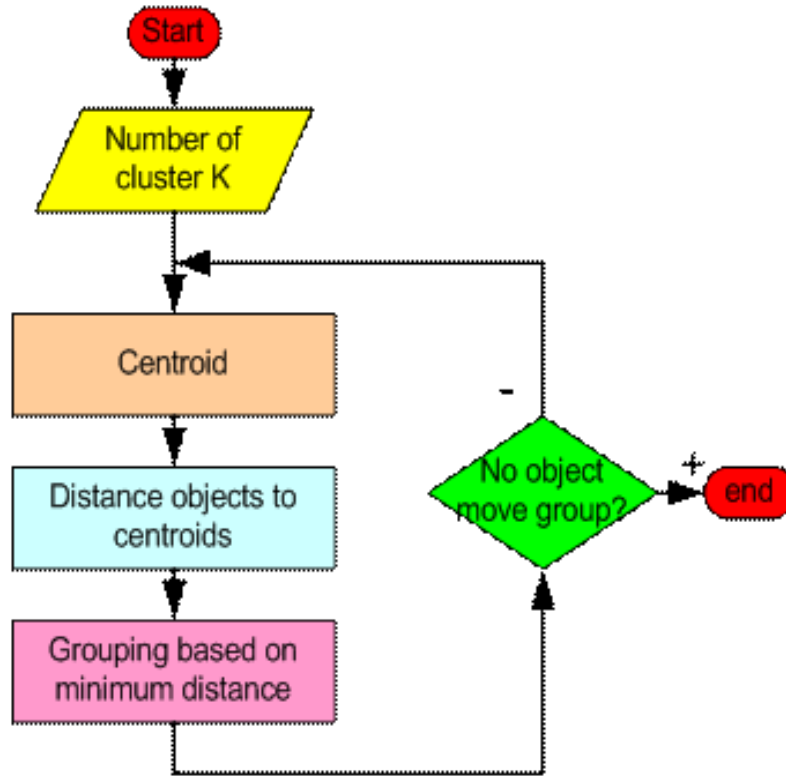 Start
Number of
cluster K
Centroid
Distance objects to
centroids
Grouping based on
minimum distance
-
No object
move group?
+
end